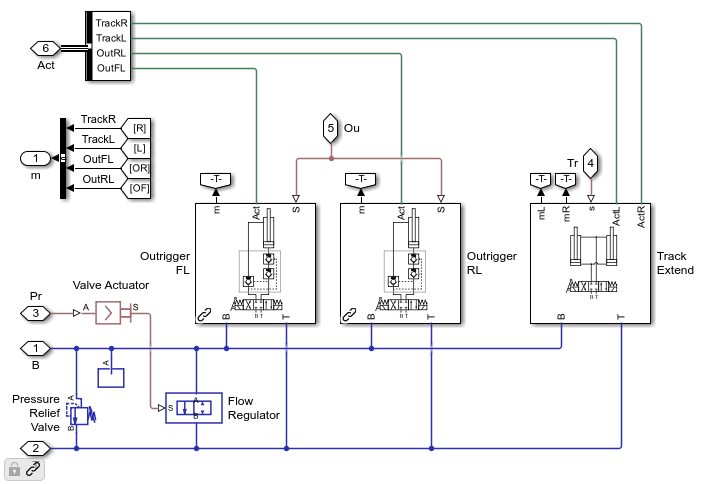 TrackR
TrackL
OutRL
OutFL
6
Act
TrackR
[R]
TrackL
[L]
OutFL
[OR]
OutRL
[OF]
1
m
5
Ou
Tr
4
-T-
-T-
-T-
-T-
m
Act
S
m
Act
S
mL
mR
s
ActL
ActR
Outrigger
FL
Outrigger
RL
Track
Extend
B T
B T
B T
B
T
B
T
B
T
Valve Actuator
Pr
3
A
S
1
B
A
Pressure
Relief
Valve
A
B
S
A
B
Flow
Regulator
2